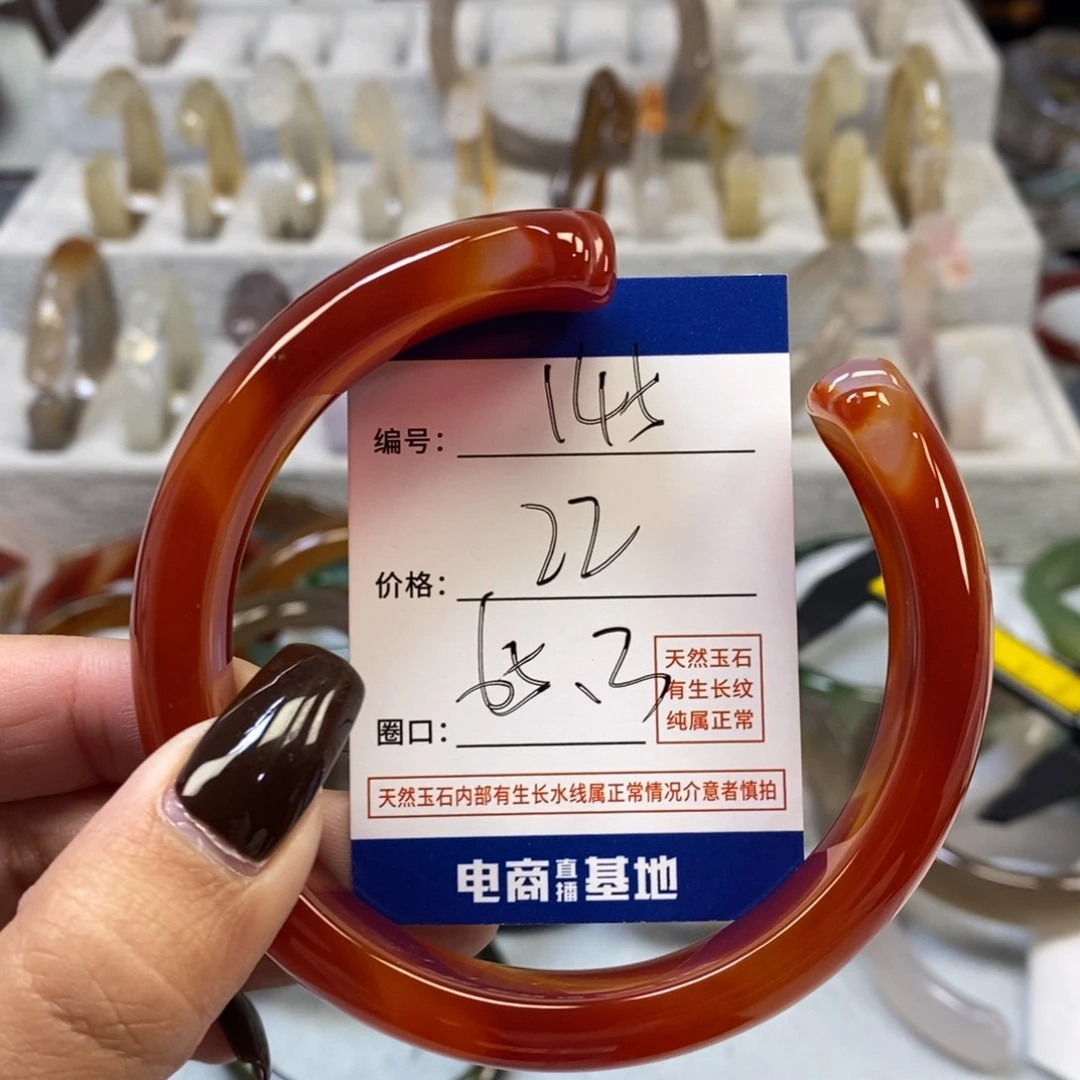 编号：145
价格：22
圈口：65.3
天然玉石
有生长纹
纯属正常
天然玉石内部有生长水线属正常情况介意者慎拍
电商直播基地